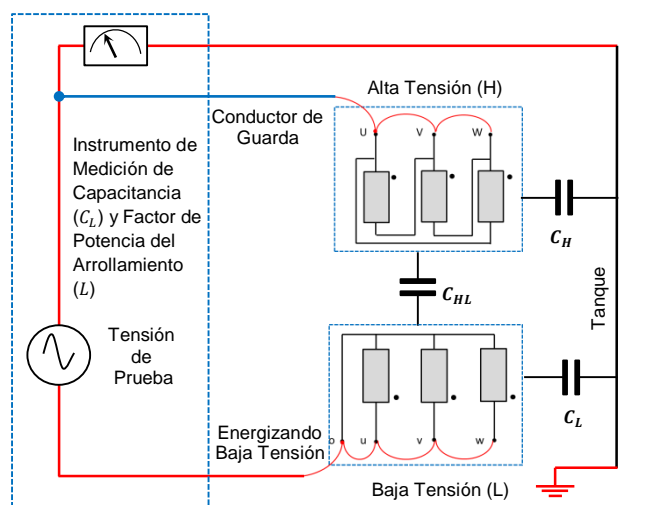 Alta Tensión (H)
Conductor de
Guarda
U V W
Instrumento de
Medición de
Capacitancia
(C_L) y Factor de
Potencia del
Arrollamiento
(L)
C_H
C_HL
Tanque
Tensión
de
Prueba
C_L
Energizando
Baja Tensión
u v w
Baja Tensión (L)